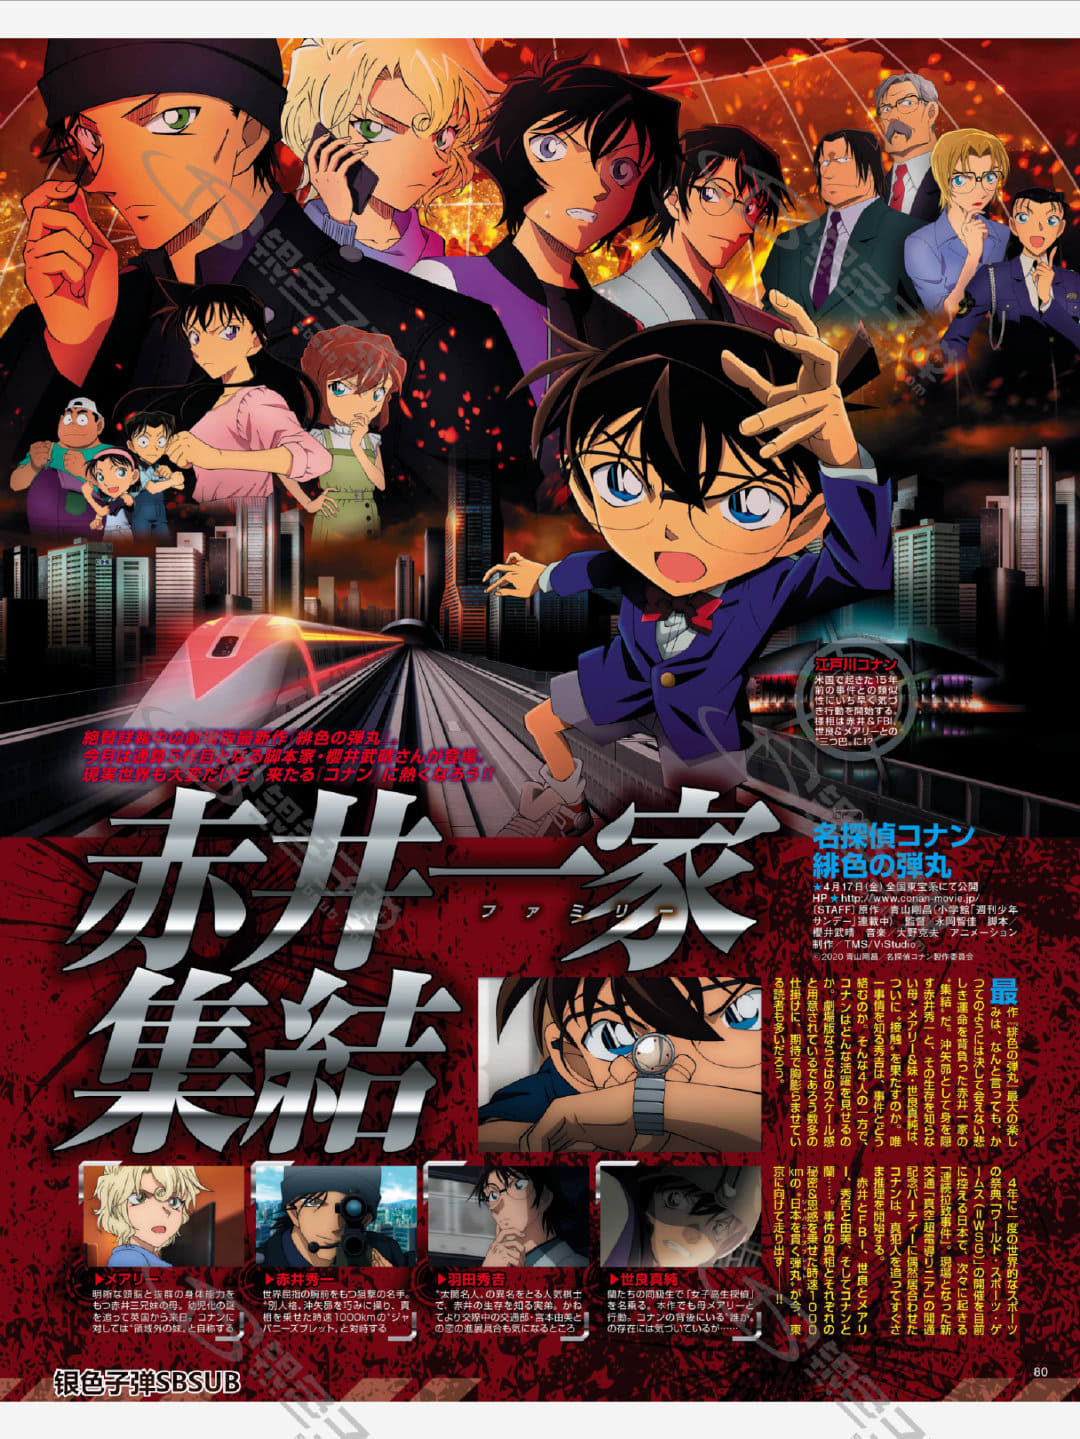 江戸川コナン
米国で起きた15年
前の事件との類似
性にいち早く気づ
き行動を開始する。
様相は赤井&FBI、
世良&メアリーとの
“三つ巴”に!?
絶賛詳報中の劇場版最新作『緋色の弾丸』。
今月は連算5作目となる脚本家・櫻井武晴さんが登場。
現実世界も大変だけど、来たる『コナン』に熱くなろう!!
赤井一家
ファミリー
集結
名探偵コナン
緋色の弾丸
★4月17日(金)全国東宝系にて公開
HP★http://www.conan-movie.jp/
[STAFF]原作/青山剛昌(小学館「週刊少年
サンデー」連載中) 監督/永岡智佳 脚本/
櫻井武晴 音楽/大野克夫/アニメーション
制作/TMS/V1Studio
©2020 青山剛昌/名探偵コナン製作委員会
最新作『緋色の弾丸』最大の楽し
みは、なんと言っても、か
つてのようには決して会えない悲
しき運命を背負った赤井一家の
“集結”だ。沖矢昴として身を隠
す赤井秀一と、その生存を知らな
い母・メアリー&妹・世良真純は、
ついに“接触”を果たすのか。唯
一事情を知る秀吉は、事件とどう
絡むのか。そんな4人の一方で、
コナンはどんな活躍を見せるの
か。劇場版ならではのスケール感
と用意されているであろう数多の
仕掛けに、期待で胸膨らませてい
る読者も多いだろう。
4年に一度の世界的なスポーツ
の祭典「ワールド・スポーツ・ゲ
ームス(WSG)」の開催を目前
に控える日本で、次々に起きる
「連続拉致事件」。現場となった新
交通「真空超電導リニア」の開通
記念パーティーに偶然居合わせた
コナンは、真犯人を追ってすぐさ
ま推理を開始する。
赤井とFBI、世良とメアリ
ー、秀吉と由美、そしてコナンと
蘭……。事件の真相とそれぞれの
秘密&思惑を乗せた時速1000
kmの“日本を貫く弾丸”が今、東
京に向けて走り出す——!!
▶メアリー
明晰な頭脳と抜群の身体能力を
もつ赤井三兄妹の母。幼児化の謎
を追って英国から来日。コナンに
対しては“領域外の妹”と自称する
▶赤井秀一
世界屈指の腕前をもつ狙撃の名手。
“別人格”沖矢昴を巧みに操り、真
相を乗せた時速1000kmの“ジャ
パニーズブレット”と対峙する
▶羽田秀吉
“太閤名人”の異名をとる人気棋士
で、赤井の生存を知る実弟。かね
てより交際中の交通部・宮本由美と
の恋の進展具合も気になるところ
▶世良真純
蘭たちの同級生で「女子高生探偵」
を名乗る。本作でも母メアリーと
行動。コナンの背後にいる“誰か”
の存在には気づいているが……
银色子弹SBSUB
80